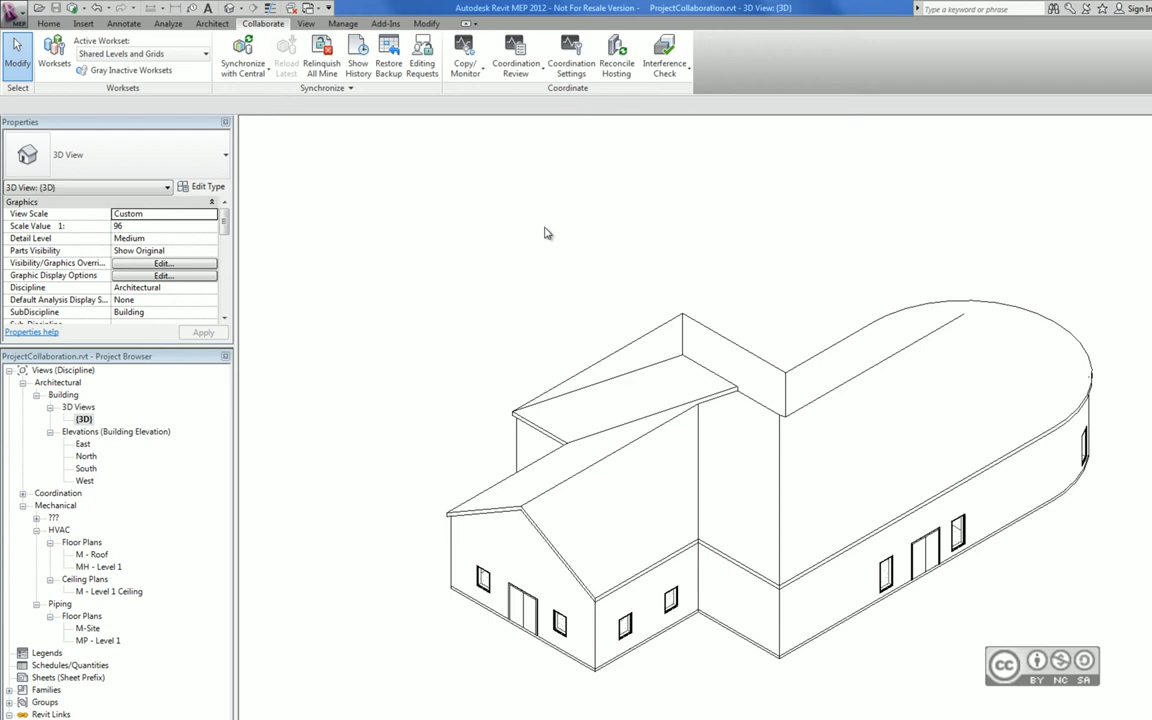 Autodesk Revit MEP 2012 - Not For Resale Version - ProjectCollaboration.rvt - 3D View: {3D}
Type a keyword or phrase
Sign In
MEP
Home Insert Annotate Analyze Architect Collaborate View Manage Add-Ins Modify
Modify
Select
Worksets
Active Workset:
Shared Levels and Grids
Gray Inactive Worksets
Worksets
Synchronize with Central
Reload Latest
Relinquish All Mine
Show History
Restore Backup
Editing Requests
Synchronize
Copy/ Monitor
Coordination Review
Coordination Settings
Reconcile Hosting
Interference Check
Coordinate
Properties
3D View
3D View: {3D}
Edit Type
Graphics
View Scale Custom
Scale Value 1: 96
Detail Level Medium
Parts Visibility Show Original
Visibility/Graphics Overri... Edit...
Graphic Display Options Edit...
Discipline Architectural
Default Analysis Display S... None
SubDiscipline Building
Properties help
Apply
ProjectCollaboration.rvt - Project Browser
Views (Discipline)
Architectural
Building
3D Views
{3D}
Elevations (Building Elevation)
East
North
South
West
Coordination
Mechanical
???
HVAC
Floor Plans
M - Roof
MH - Level 1
Ceiling Plans
M - Level 1 Ceiling
Piping
Floor Plans
M-Site
MP - Level 1
Legends
Schedules/Quantities
Sheets (Sheet Prefix)
Families
Groups
Revit Links
cc
BY NC SA